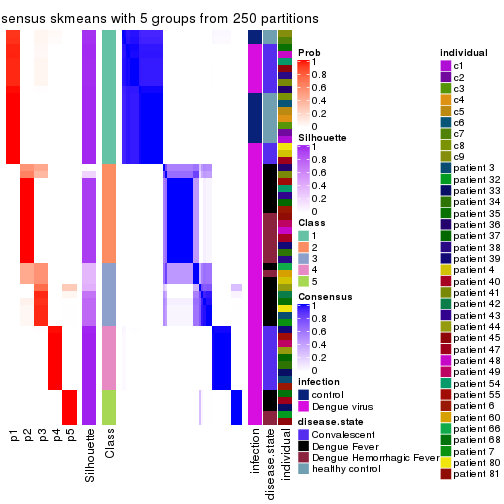 sensus skmeans with 5 groups from 250 partitions
Prob
1
0.8
0.6
0.4
0.2
0
Silhouette
1
0.8
0.6
0.4
0.2
0
Class
1
2
3
4
5
Consensus
1
0.8
0.6
0.4
0.2
0
infection
control
Dengue virus
disease.state
Convalescent
Dengue Fever
Dengue Hemorrhagic Fever
healthy control
individual
c1
c2
c3
c4
c5
c6
c7
c8
c9
patient 3
patient 32
patient 33
patient 34
patient 35
patient 36
patient 37
patient 38
patient 39
patient 4
patient 40
patient 41
patient 42
patient 43
patient 44
patient 45
patient 47
patient 48
patient 49
patient 54
patient 55
patient 6
patient 60
patient 66
patient 68
patient 7
patient 80
patient 81
p1
p2
p3
p4
p5
Silhouette
Class
infection
disease.state
individual